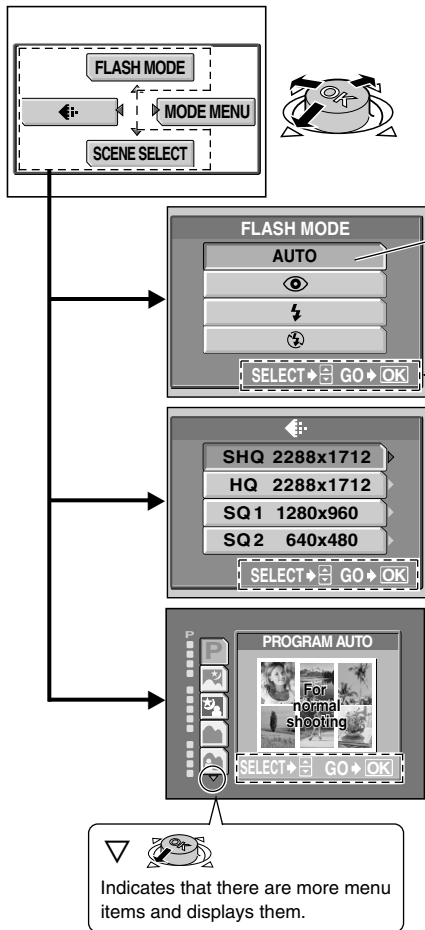 FLASH MODE
MODE MENU
SCENE SELECT
OK
FLASH MODE
AUTO
SELECT GO OK
SHQ 2288x1712
HQ 2288x1712
SQ1 1280x960
SQ2 640x480
SELECT GO OK
P
P
PROGRAM AUTO
For
normal
shooting
SELECT GO OK
OK
Indicates that there are more menu
items and displays them.